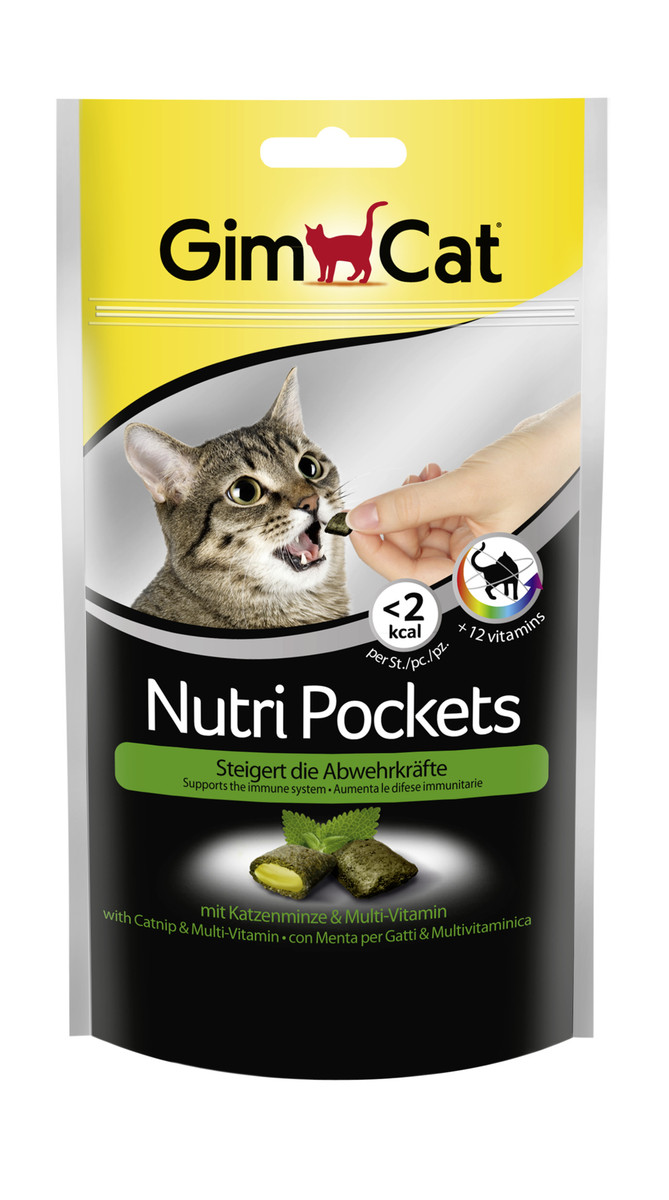 GimCat®
<2
kcal
per St./pc./pz.
+ 12 vitamins
Nutri Pockets
Steigert die Abwehrkräfte
Supports the immune system • Aumenta le difese immunitarie
mit Katzenminze & Multi-Vitamin
with Catnip & Multi-Vitamin • con Menta per Gatti & Multivitaminica